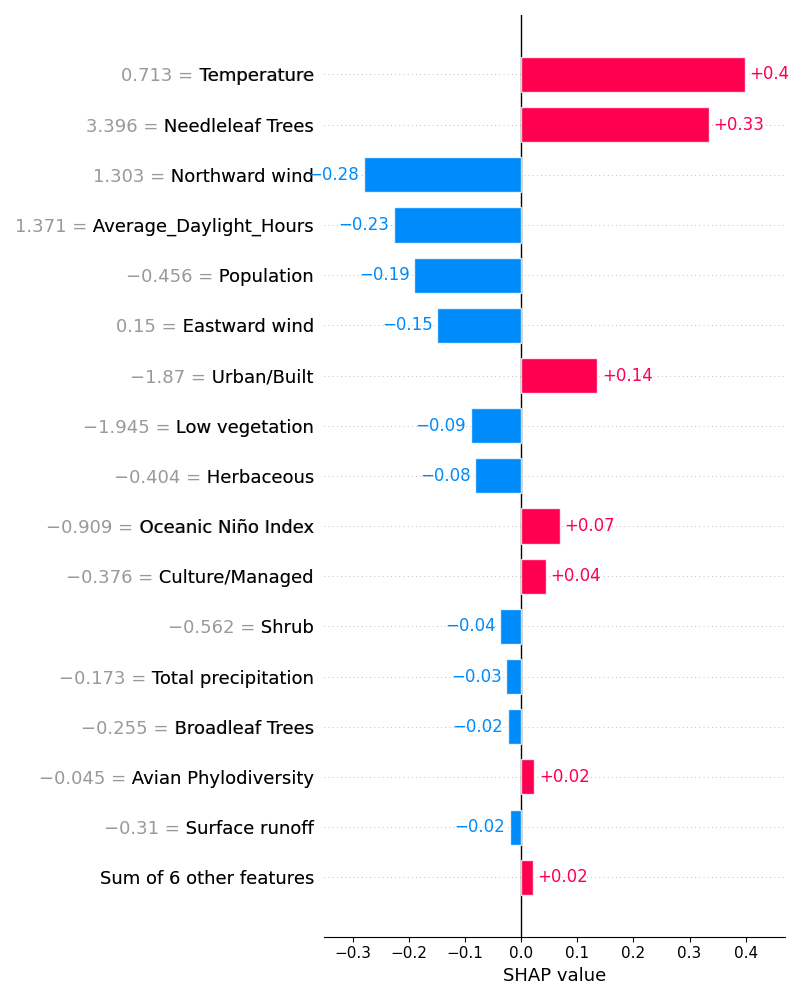 0.713 = Temperature +0.4
3.396 = Needleleaf Trees +0.33
1.303 = Northward wind −0.28
1.371 = Average_Daylight_Hours −0.23
−0.456 = Population −0.19
0.15 = Eastward wind −0.15
−1.87 = Urban/Built +0.14
−1.945 = Low vegetation −0.09
−0.404 = Herbaceous −0.08
−0.909 = Oceanic Niño Index +0.07
−0.376 = Culture/Managed +0.04
−0.562 = Shrub −0.04
−0.173 = Total precipitation −0.03
−0.255 = Broadleaf Trees −0.02
−0.045 = Avian Phylodiversity +0.02
−0.31 = Surface runoff −0.02
Sum of 6 other features +0.02
−0.3 −0.2 −0.1 0.0 0.1 0.2 0.3 0.4
SHAP value